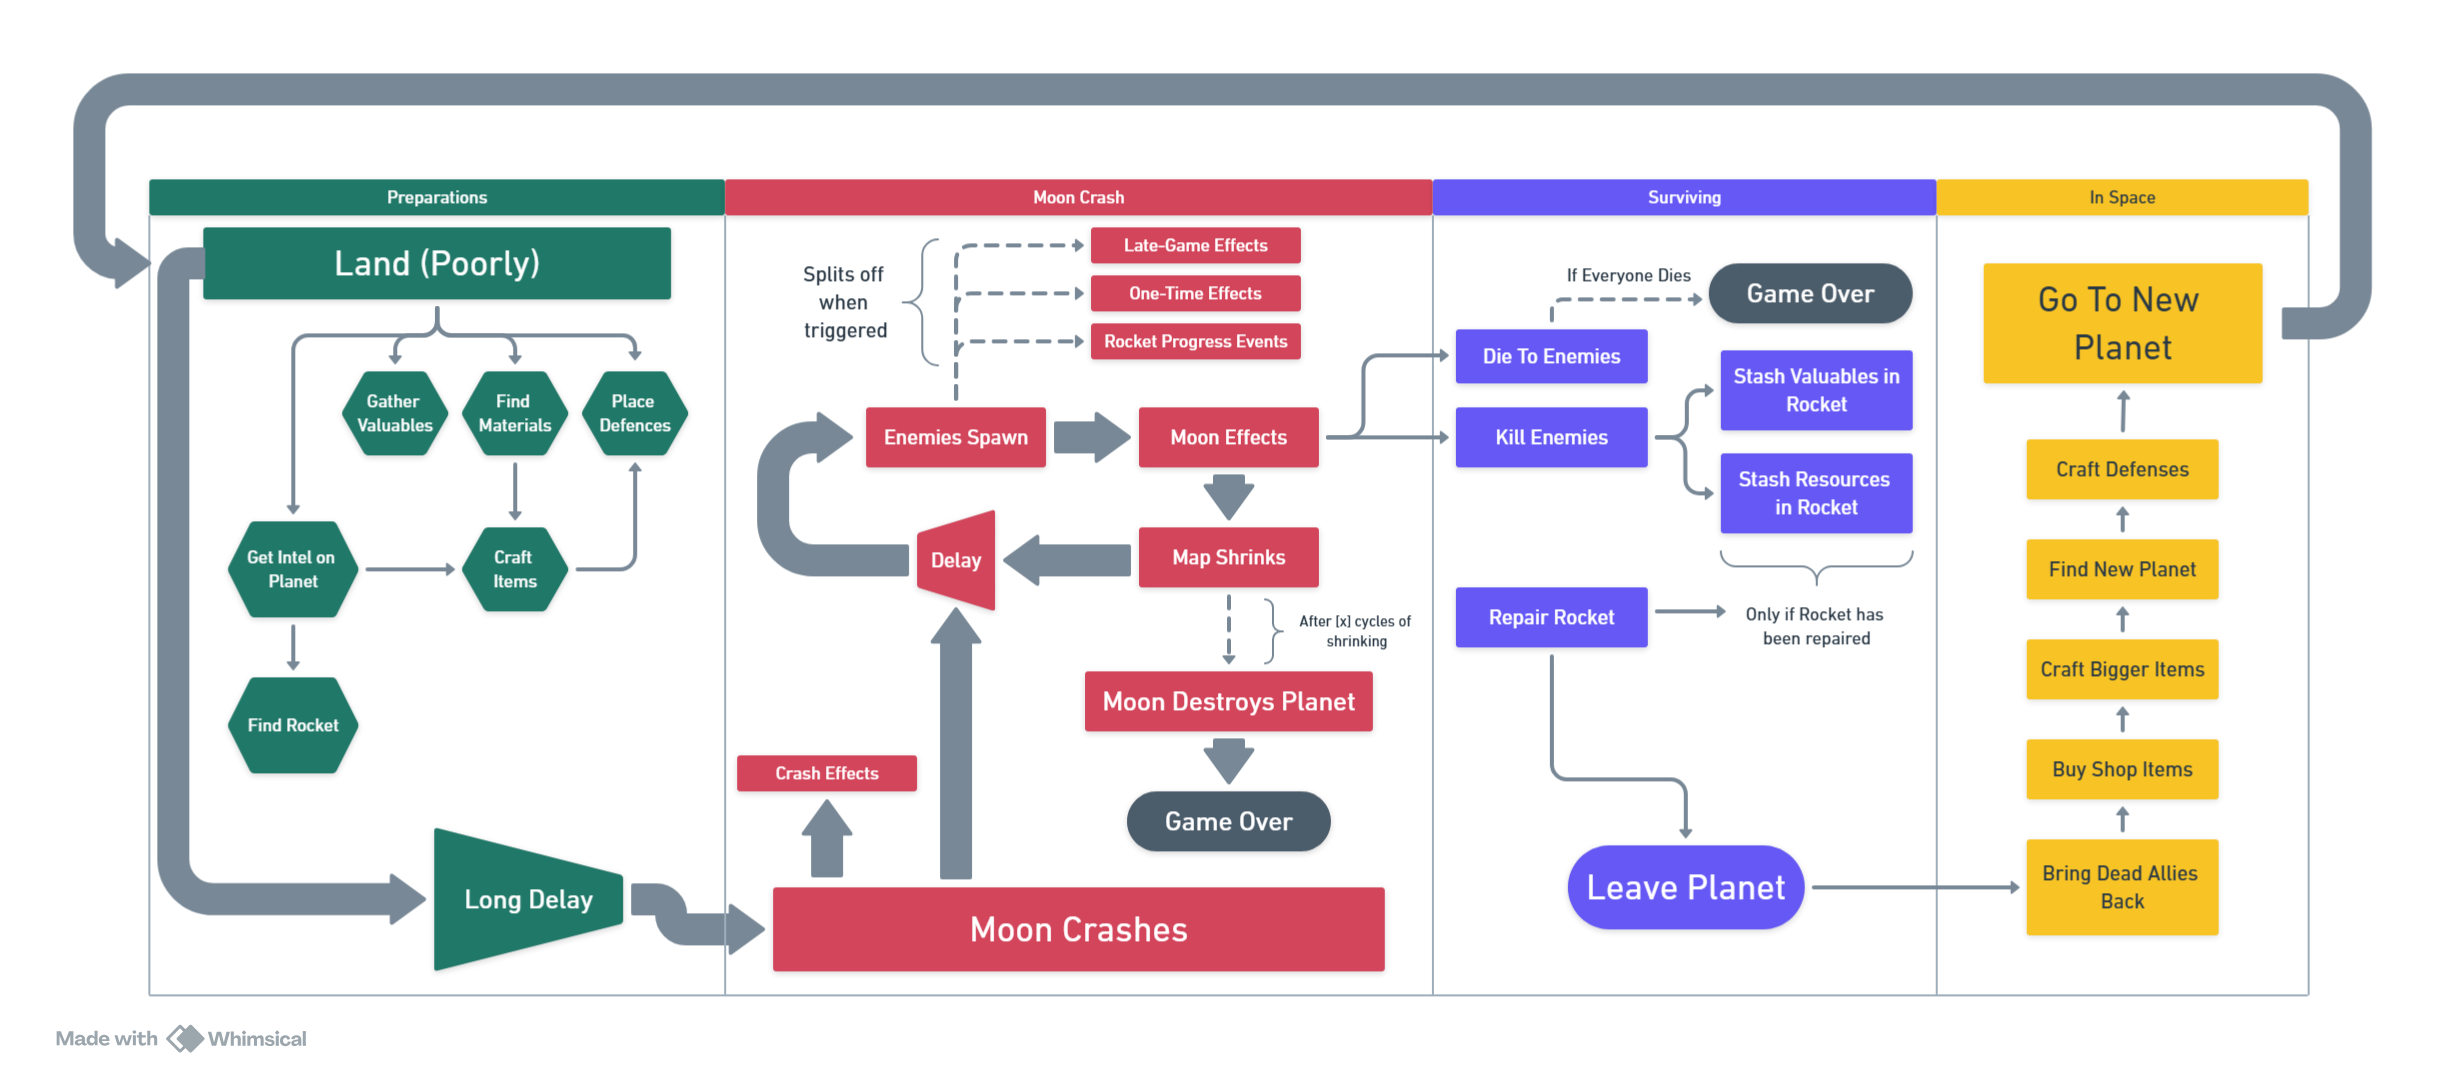 Preparations
Moon Crash
Surviving
In Space
Land (Poorly)
Gather
Valuables
Find
Materials
Place
Defences
Get Intel on
Planet
Craft
Items
Find Rocket
Long Delay
Splits off
when
triggered
Late-Game Effects
One-Time Effects
Rocket Progress Events
Enemies Spawn
Moon Effects
Delay
Map Shrinks
After [x] cycles of
shrinking
Moon Destroys Planet
Crash Effects
Game Over
Moon Crashes
If Everyone Dies
Game Over
Die To Enemies
Kill Enemies
Stash Valuables in
Rocket
Stash Resources
in Rocket
Repair Rocket
Only if Rocket has
been repaired
Leave Planet
Go To New
Planet
Craft Defenses
Find New Planet
Craft Bigger Items
Buy Shop Items
Bring Dead Allies
Back
Made with Whimsical